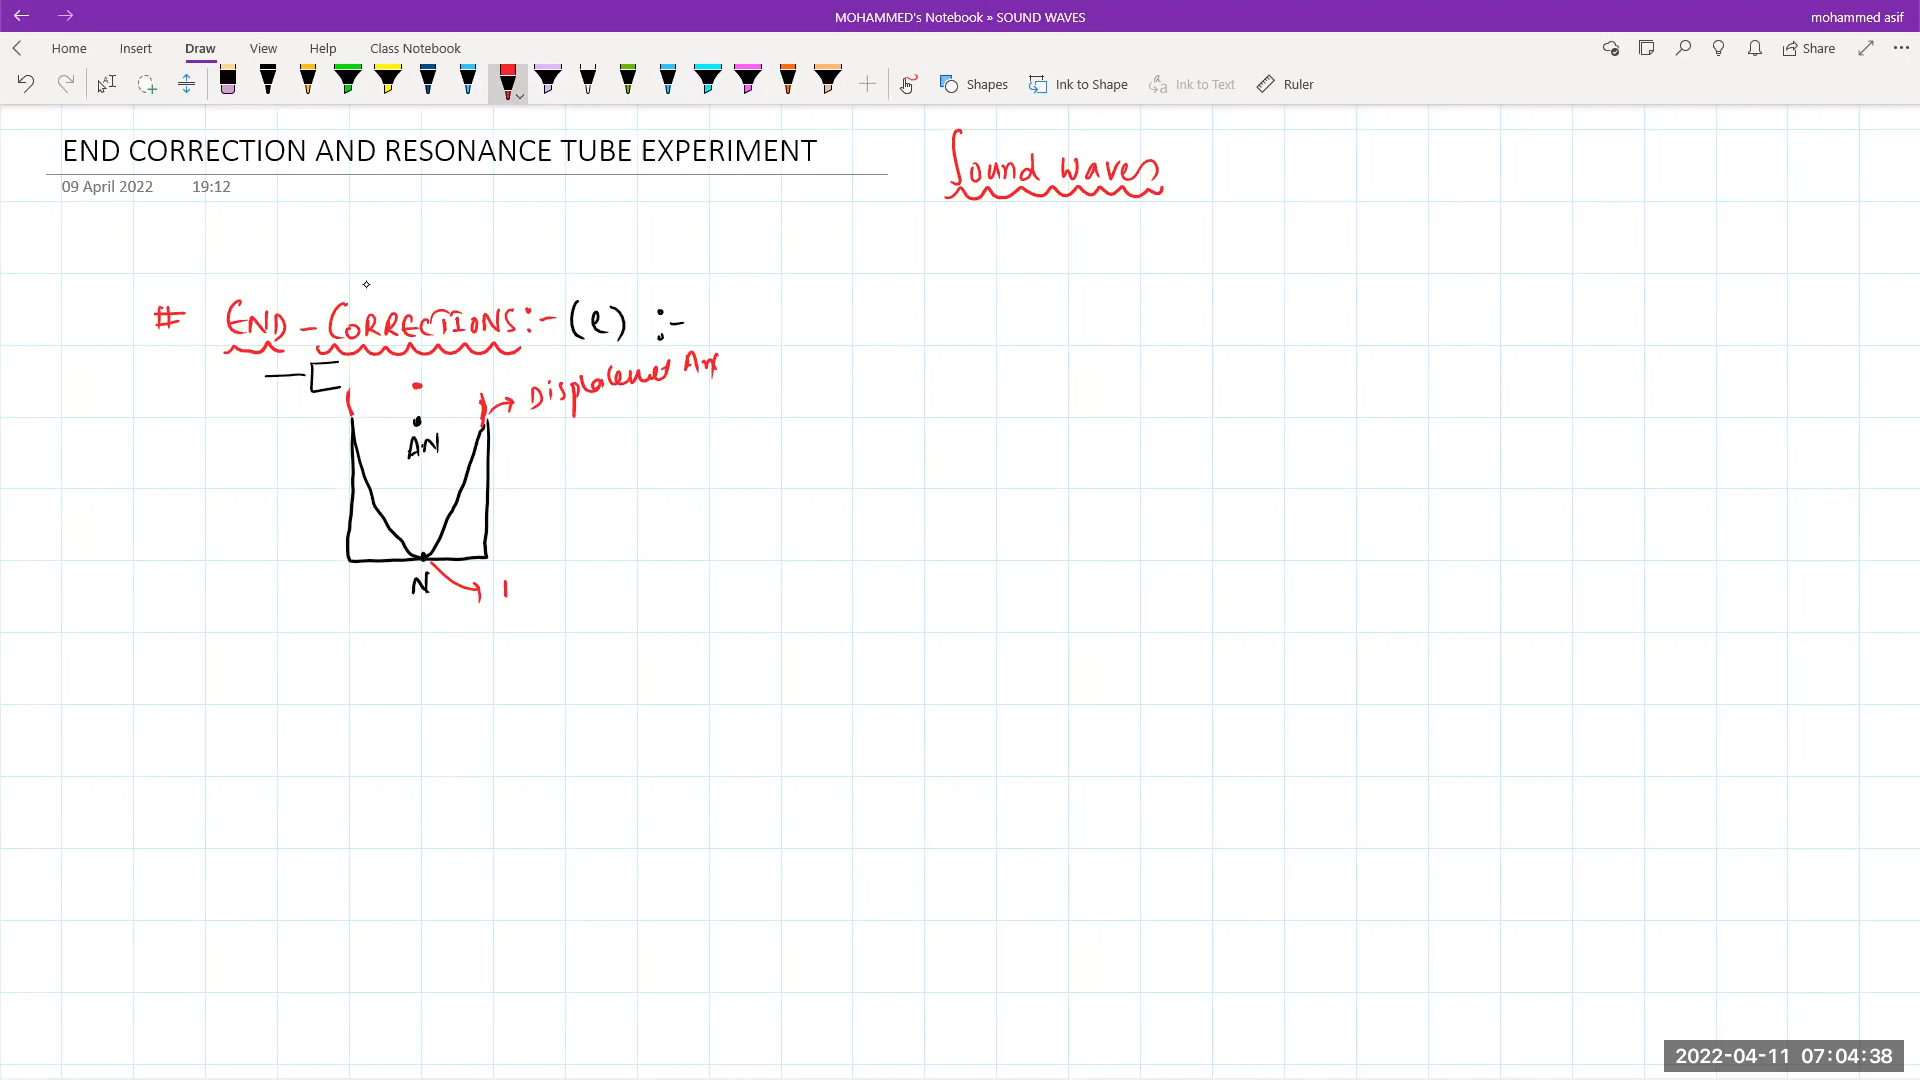 MOHAMMED's Notebook » SOUND WAVES
mohammed asif
Home Insert Draw View Help Class Notebook
Share
Shapes Ink to Shape Ink to Text Ruler
END CORRECTION AND RESONANCE TUBE EXPERIMENT
09 April 2022 19:12
Sound waves
# END - CORRECTIONS :- (e) :-
AN
N
2022-04-11 07:04:38